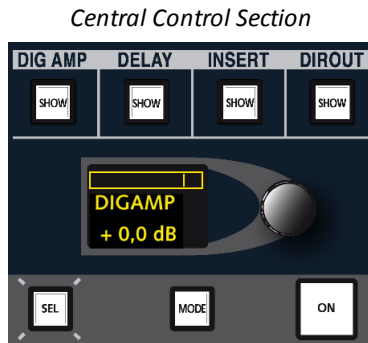 Central Control Section
DIG AMP DELAY INSERT DIROUT
SHOW SHOW SHOW SHOW
DIGAMP
+ 0,0 dB
SEL MODE ON